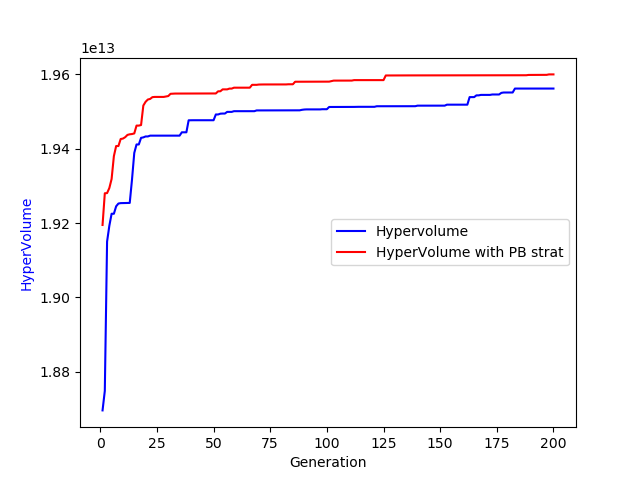 1e13
1.96
1.94
1.92
1.90
1.88
HyperVolume
Hypervolume
HyperVolume with PB strat
0 25 50 75 100 125 150 175 200
Generation